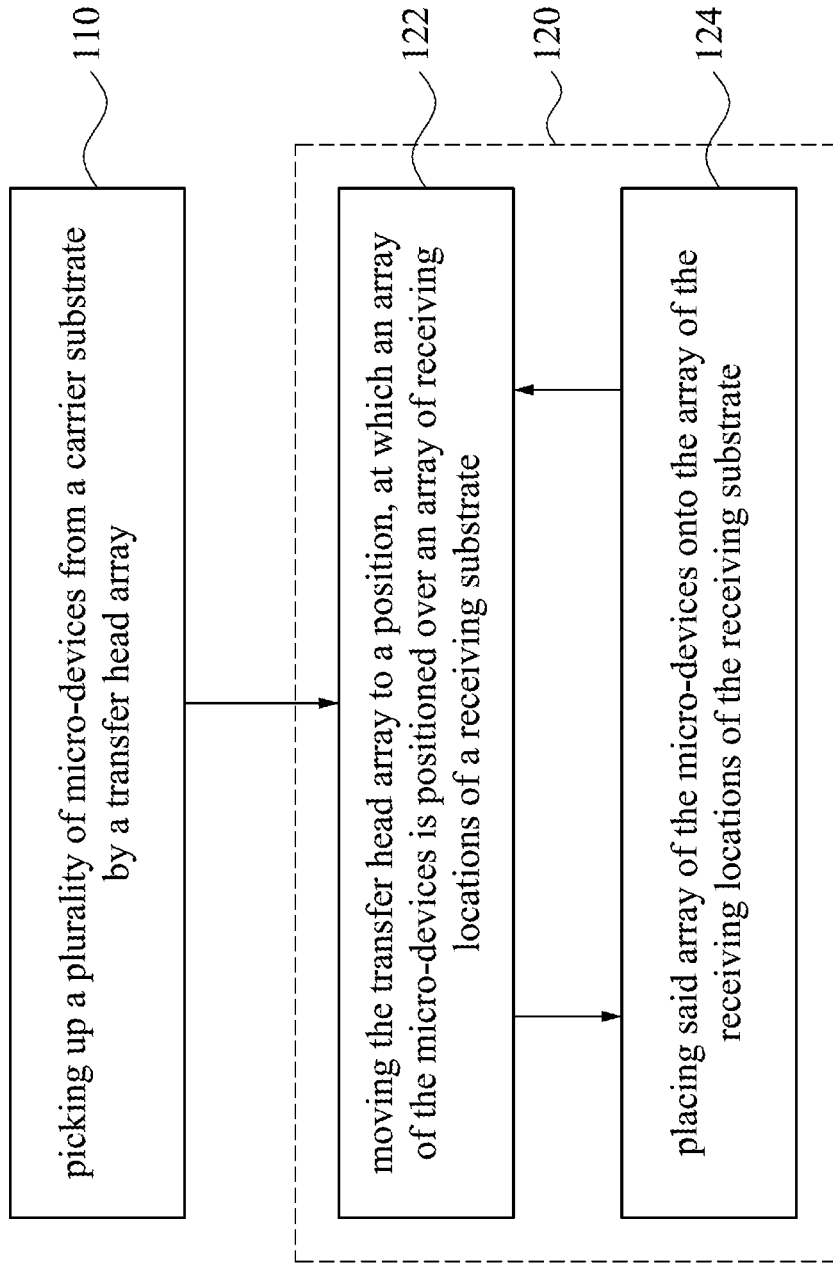 picking up a plurality of micro-devices from a carrier substrate
by a transfer head array
110
moving the transfer head array to a position, at which an array
of the micro-devices is positioned over an array of receiving
locations of a receiving substrate
122
120
placing said array of the micro-devices onto the array of the
receiving locations of the receiving substrate
124